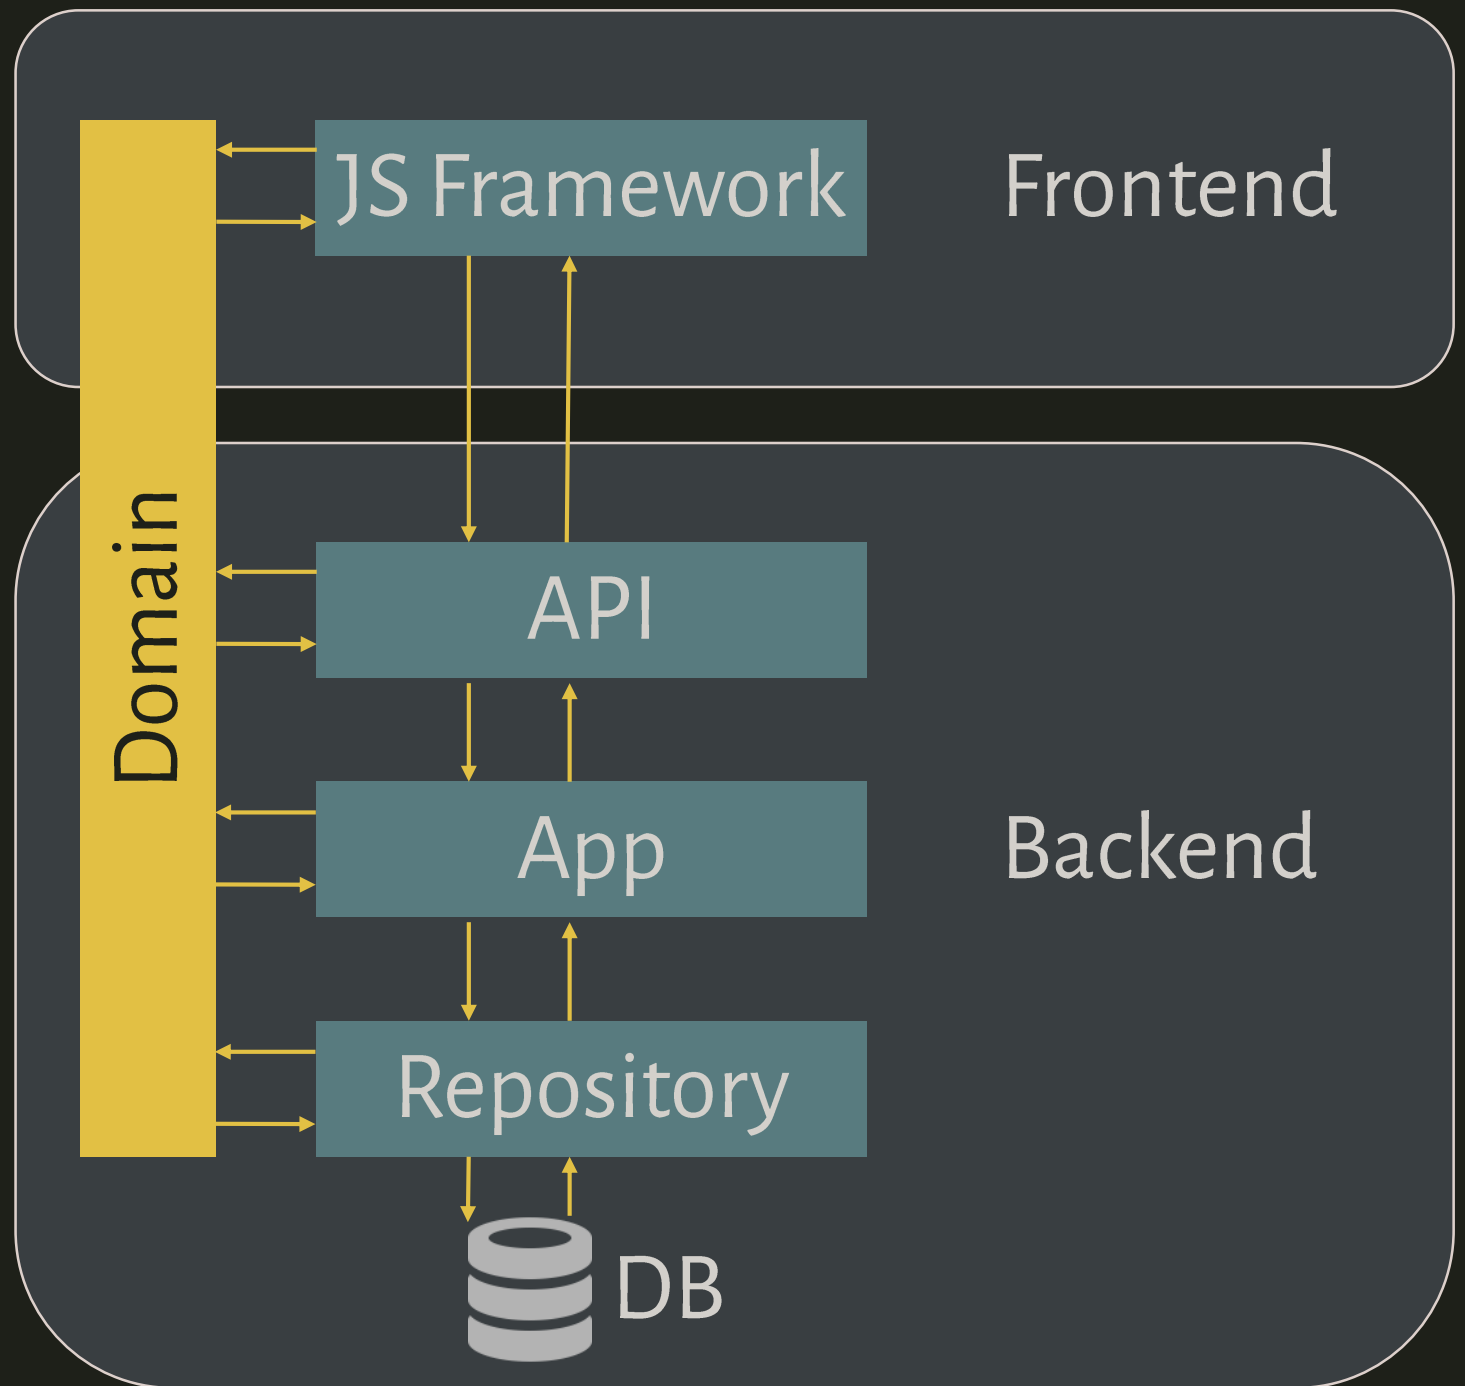 JS Framework
Frontend
Domain
API
App
Backend
Repository
DB